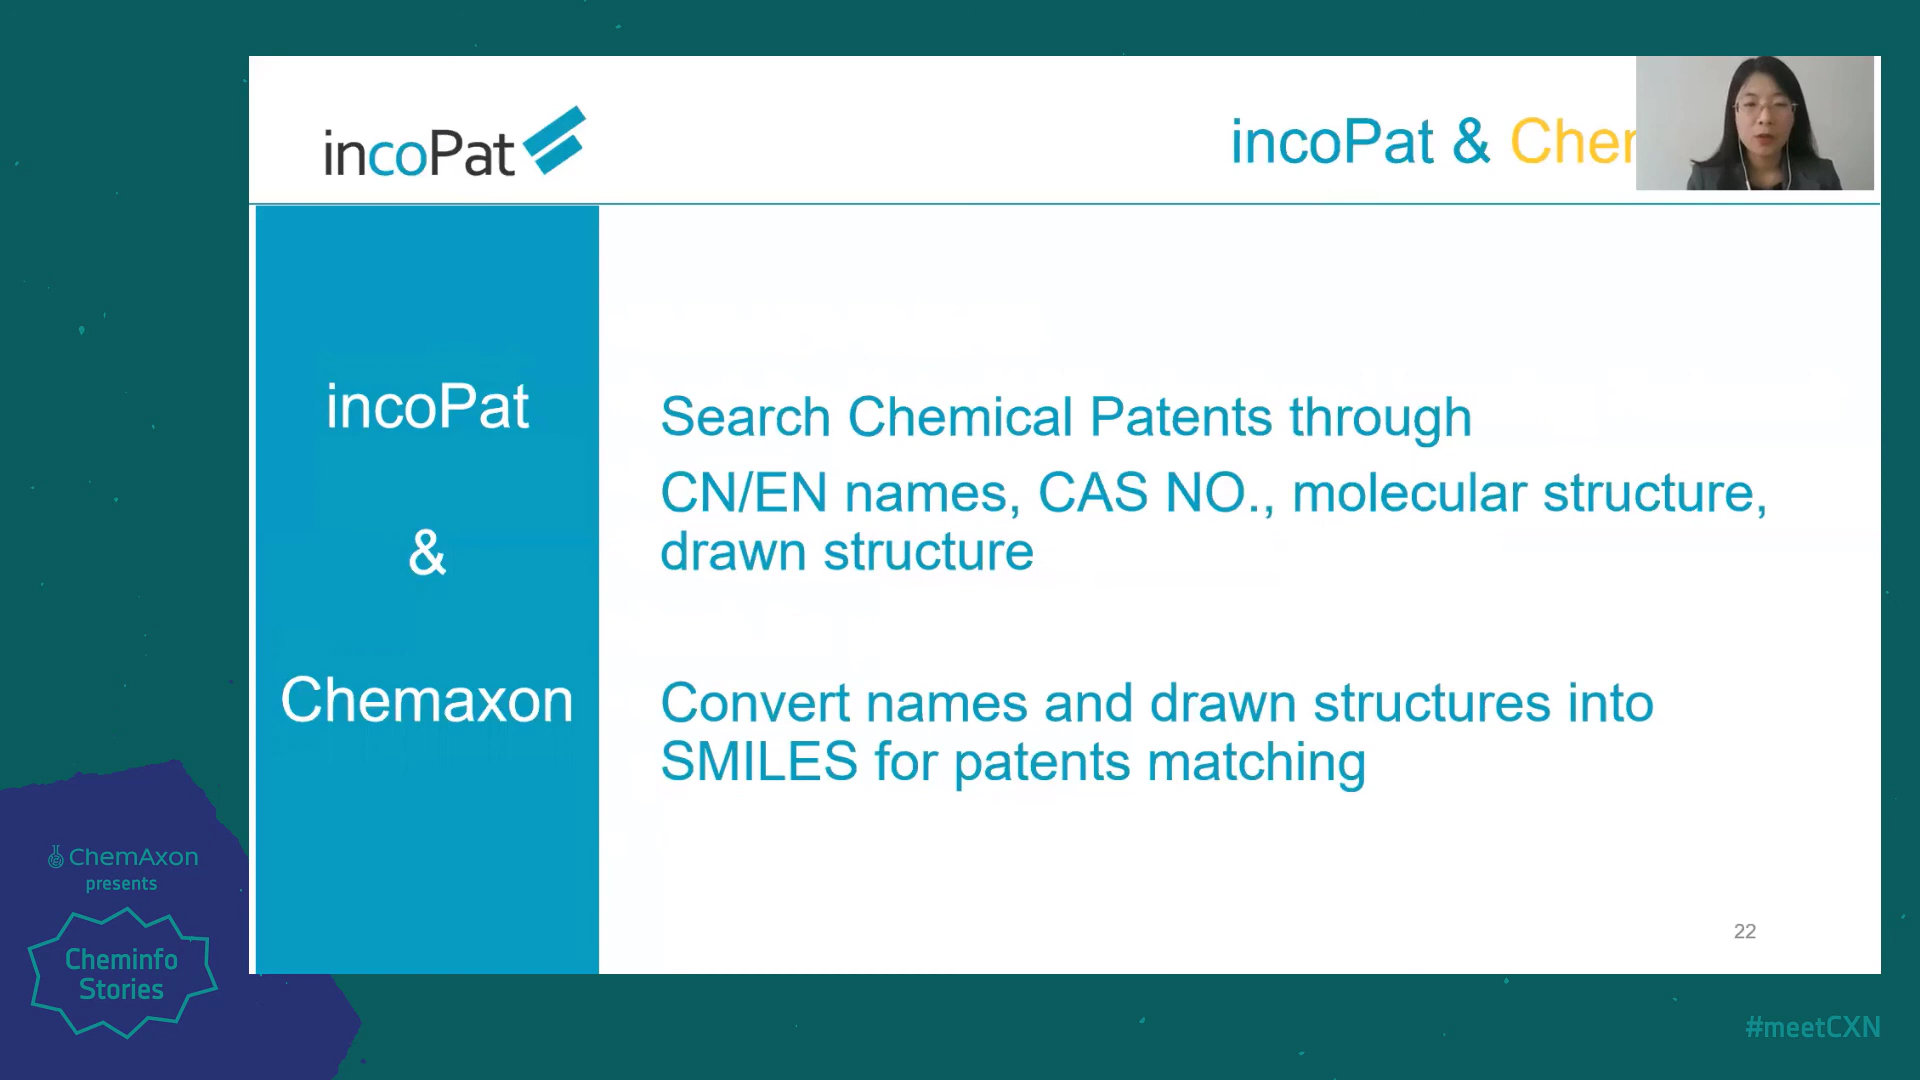 incoPat
incoPat & Chem
incoPat
&
Chemaxon
Search Chemical Patents through
CN/EN names, CAS NO., molecular structure,
drawn structure
Convert names and drawn structures into
SMILES for patents matching
22
ChemAxon
presents
Cheminfo
Stories
#meetCXN